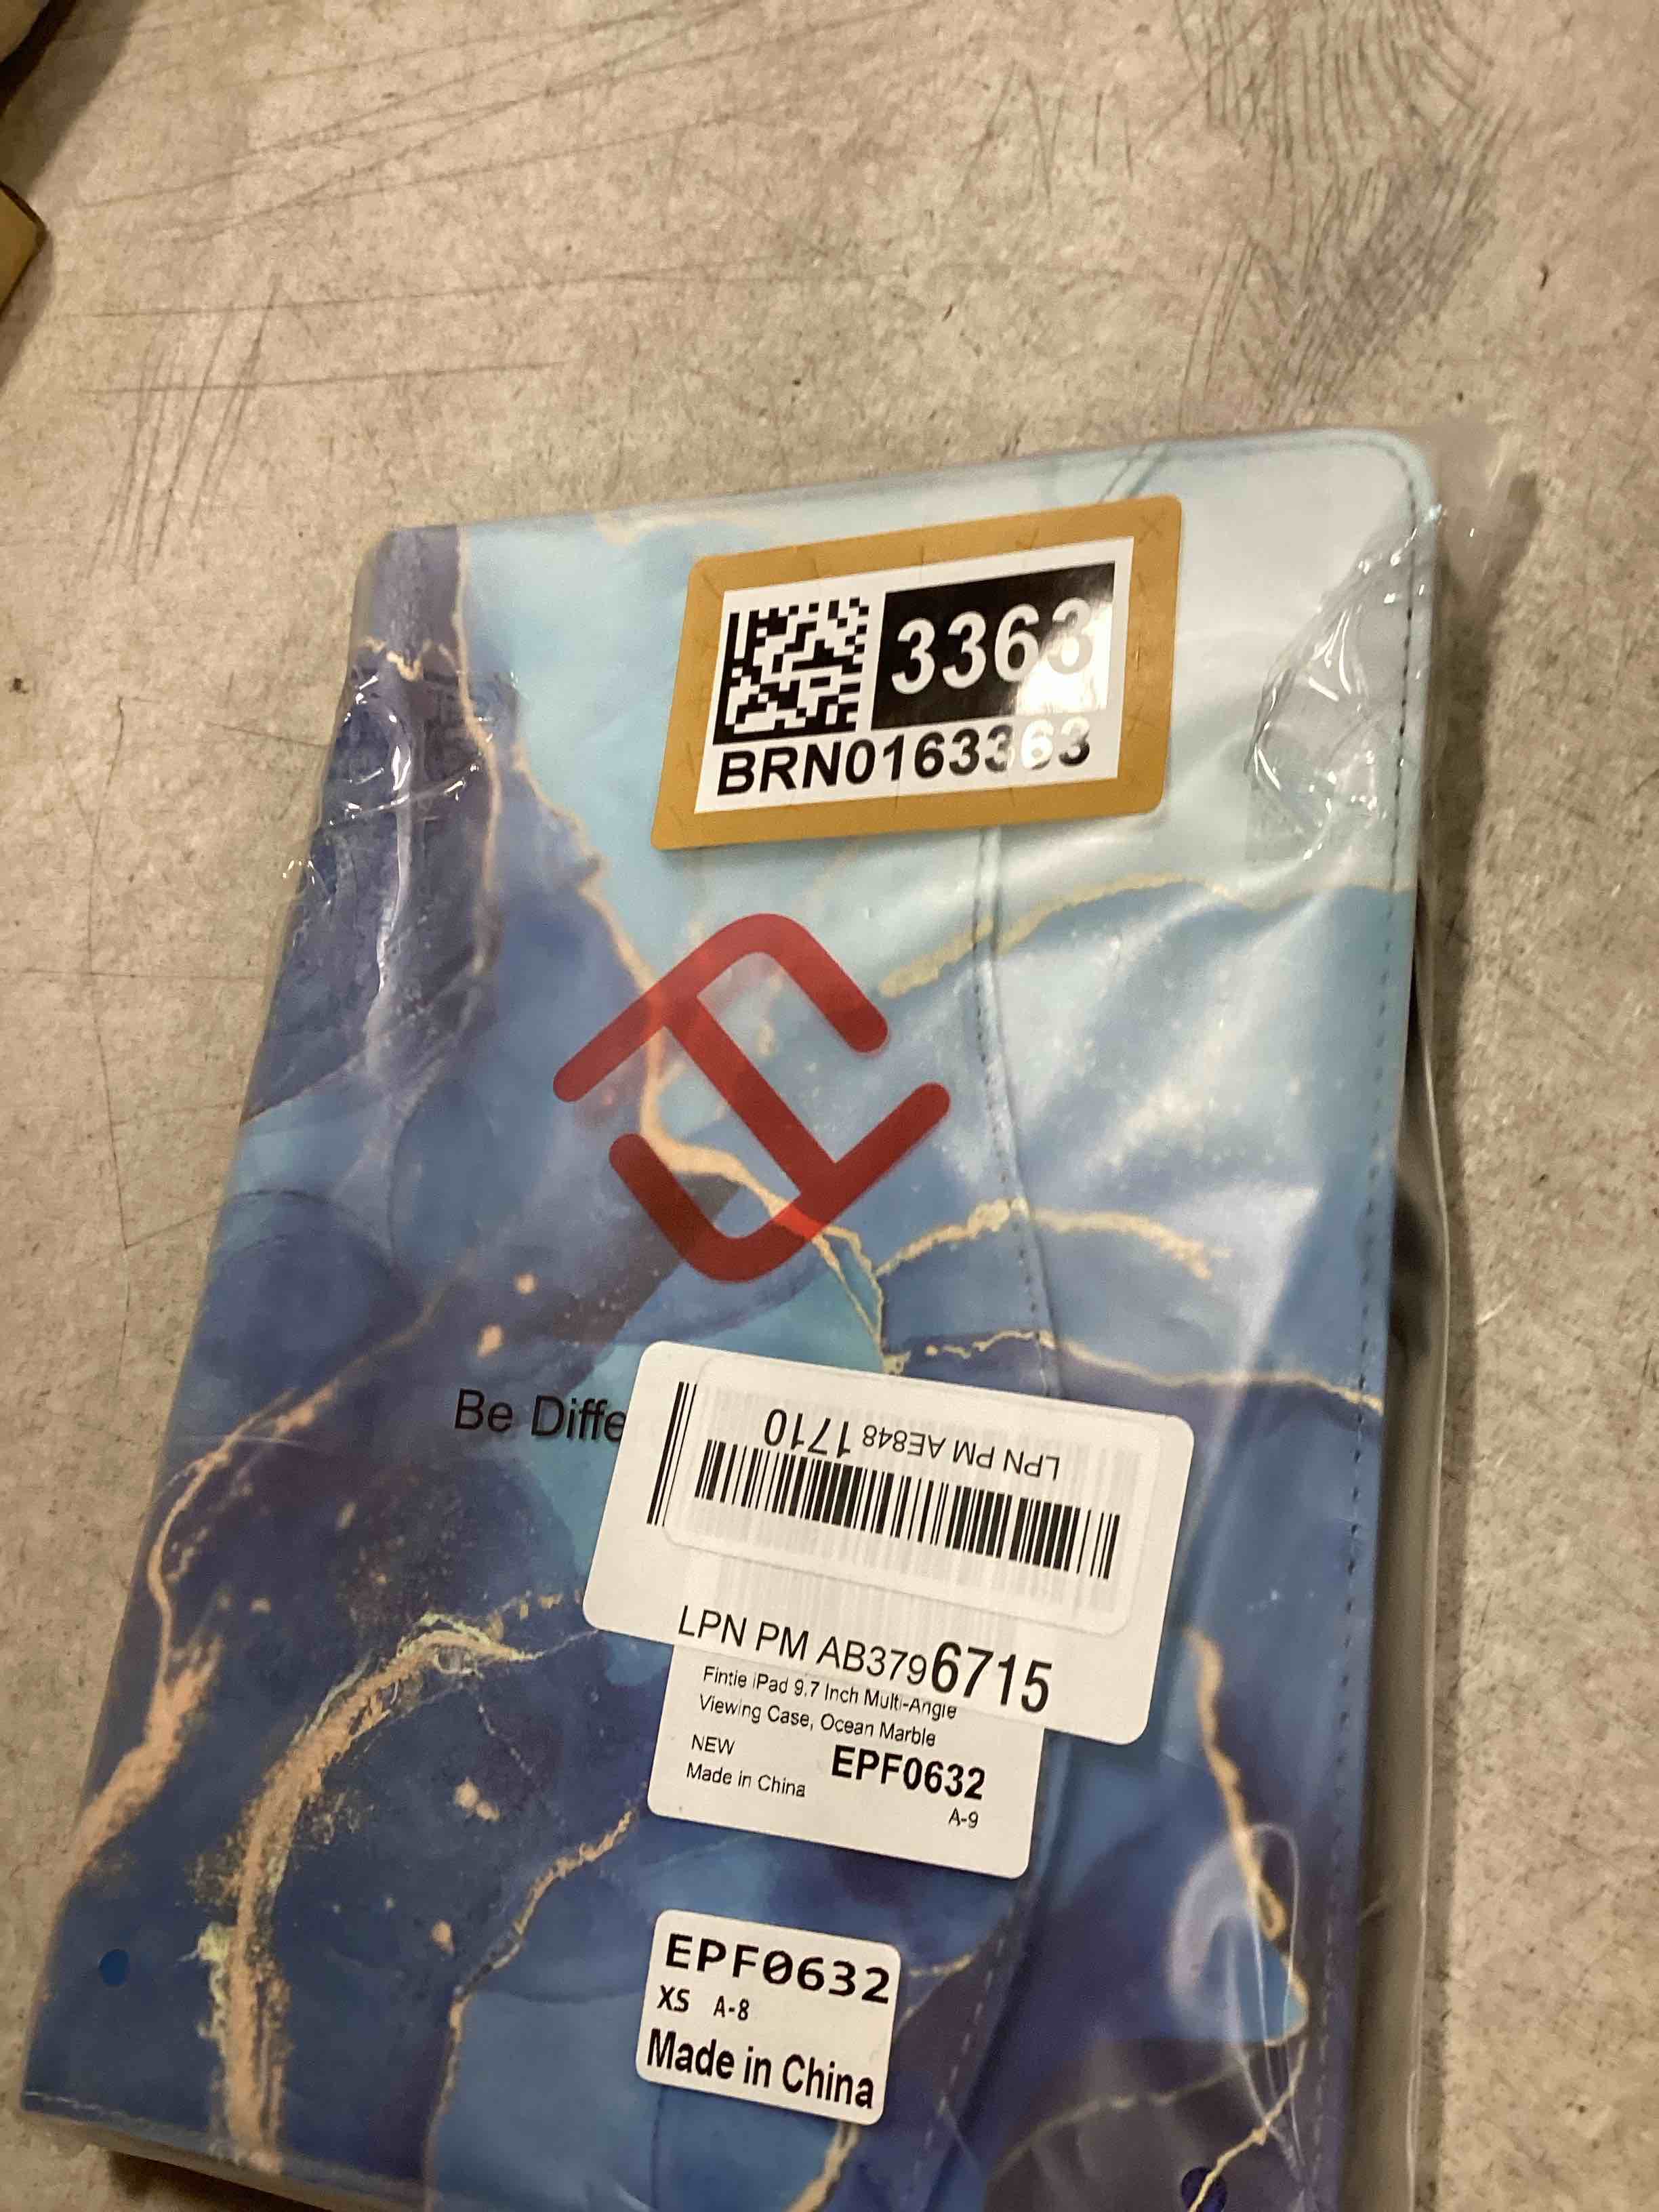 3363
BRN0163363
Be Diffe
LPN PM AE848 1710
LPN PM AB3796715
Fintie iPad 9.7 Inch Multi-Angle
Viewing Case, Ocean Marble
NEW
EPF0632
Made in China
A-9
EPF0632
XS A-8
Made in China